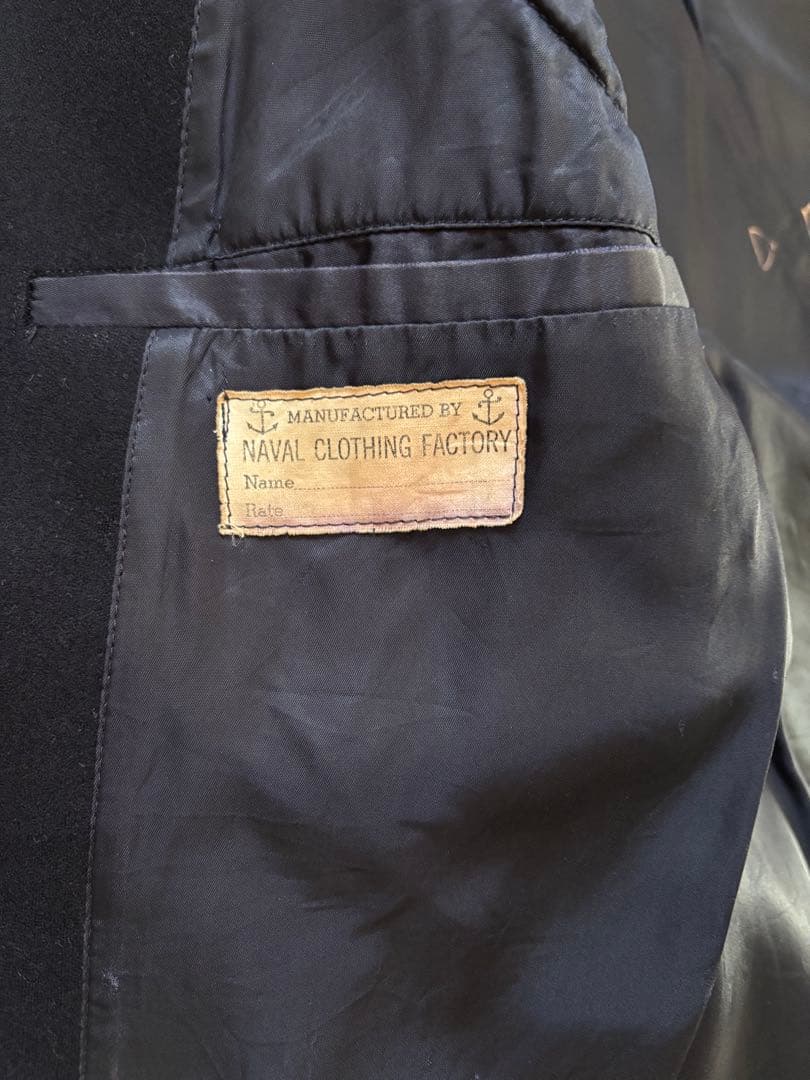 MANUFACTURED BY
NAVAL CLOTHING FACTORY
Name
Rate